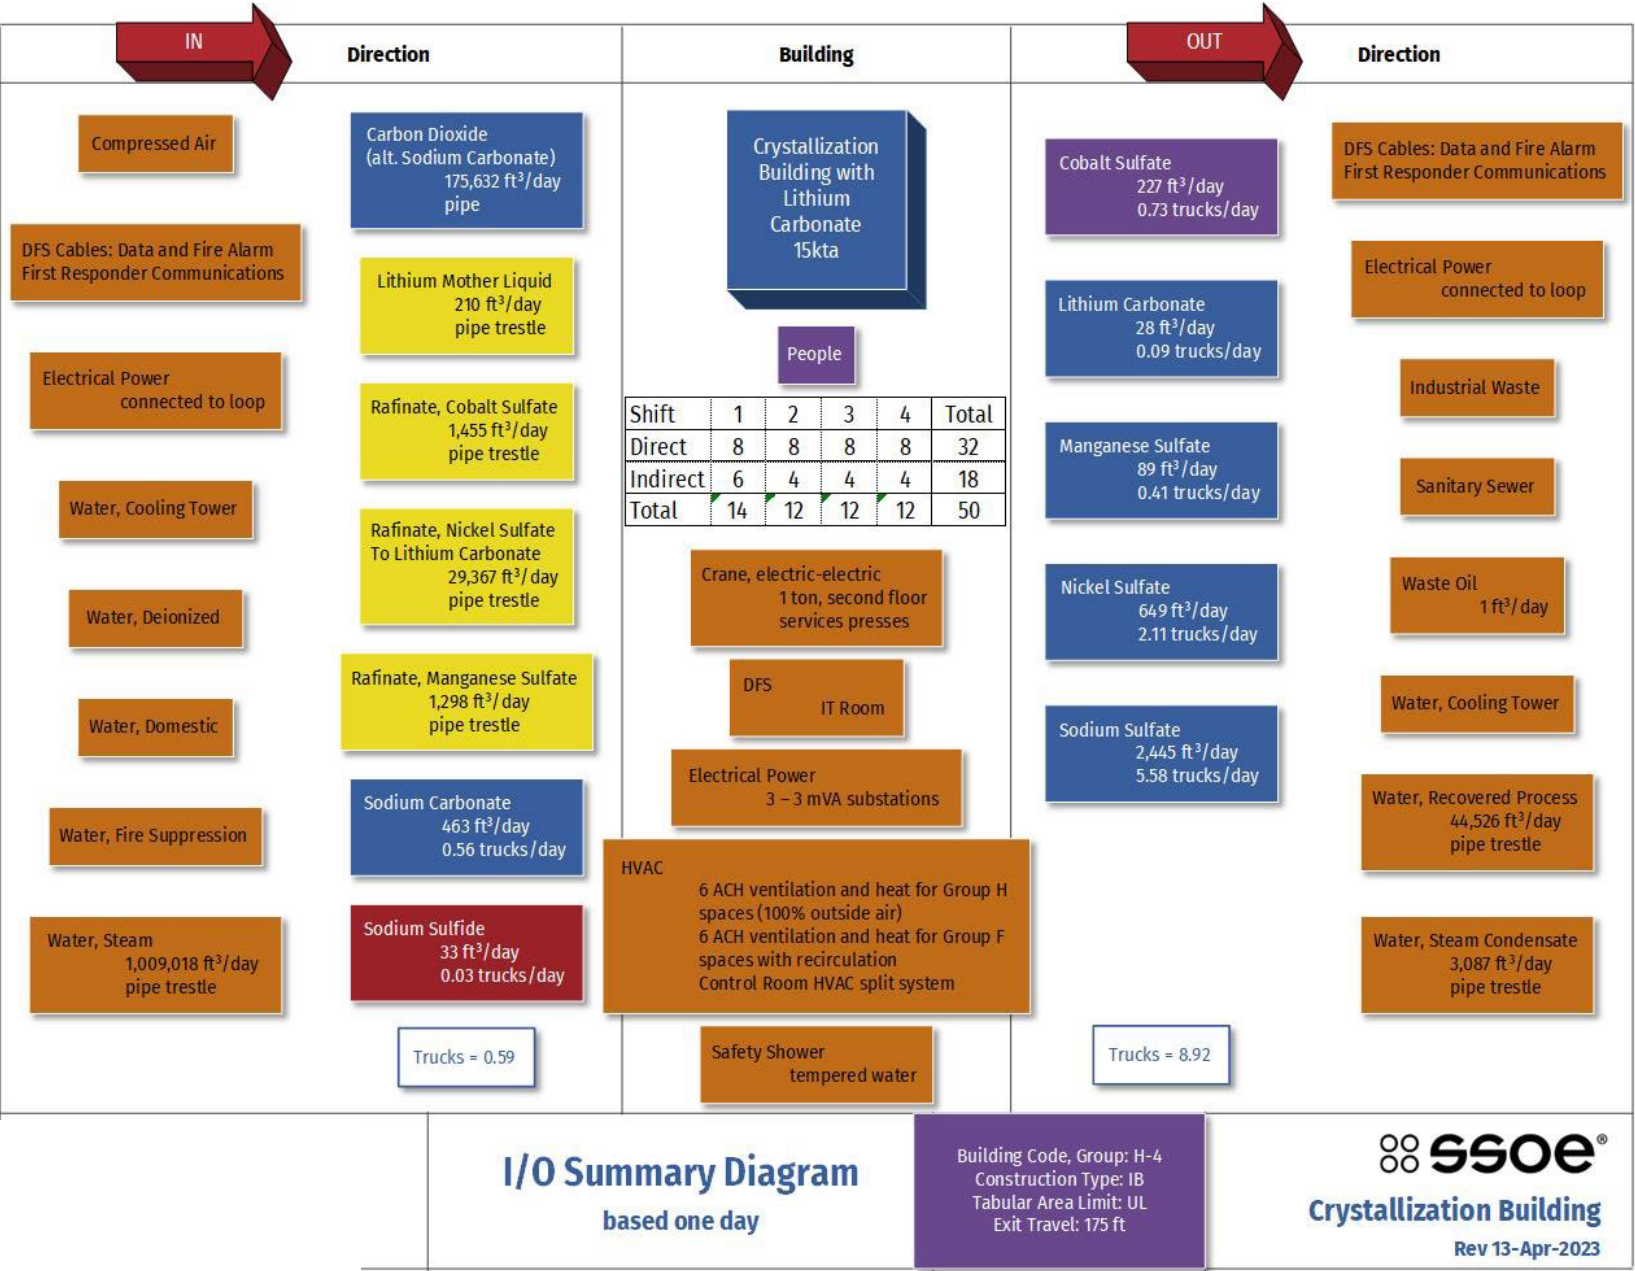 IN
Direction
Building
OUT
Direction
Compressed Air
DFS Cables: Data and Fire Alarm
First Responder Communications
Electrical Power
connected to loop
Water, Cooling Tower
Water, Deionized
Water, Domestic
Water, Fire Suppression
Water, Steam
1,009,018 ft³/day
pipe trestle
Carbon Dioxide
(alt. Sodium Carbonate)
175,632 ft³/day
pipe
Lithium Mother Liquid
210 ft³/day
pipe trestle
Rafinate, Cobalt Sulfate
1,455 ft³/day
pipe trestle
Rafinate, Nickel Sulfate
To Lithium Carbonate
29,367 ft³/day
pipe trestle
Rafinate, Manganese Sulfate
1,298 ft³/day
pipe trestle
Sodium Carbonate
463 ft³/day
0.56 trucks/day
Sodium Sulfide
33 ft³/day
0.03 trucks/day
Trucks = 0.59
Crystallization
Building with
Lithium
Carbonate
15kta
People
Shift 1 2 3 4 Total
Direct 8 8 8 8 32
Indirect 6 4 4 4 18
Total 14 12 12 12 50
Crane, electric-electric
1 ton, second floor
services presses
DFS
IT Room
Electrical Power
3 – 3 mVA substations
HVAC
6 ACH ventilation and heat for Group H
spaces (100% outside air)
6 ACH ventilation and heat for Group F
spaces with recirculation
Control Room HVAC split system
Safety Shower
tempered water
Cobalt Sulfate
227 ft³/day
0.73 trucks/day
Lithium Carbonate
28 ft³/day
0.09 trucks/day
Manganese Sulfate
89 ft³/day
0.41 trucks/day
Nickel Sulfate
649 ft³/day
2.11 trucks/day
Sodium Sulfate
2,445 ft³/day
5.58 trucks/day
Trucks = 8.92
DFS Cables: Data and Fire Alarm
First Responder Communications
Electrical Power
connected to loop
Industrial Waste
Sanitary Sewer
Waste Oil
1 ft³/day
Water, Cooling Tower
Water, Recovered Process
44,526 ft³/day
pipe trestle
Water, Steam Condensate
3,087 ft³/day
pipe trestle
I/O Summary Diagram
based one day
Building Code, Group: H-4
Construction Type: IB
Tabular Area Limit: UL
Exit Travel: 175 ft
ssoe®
Crystallization Building
Rev 13-Apr-2023